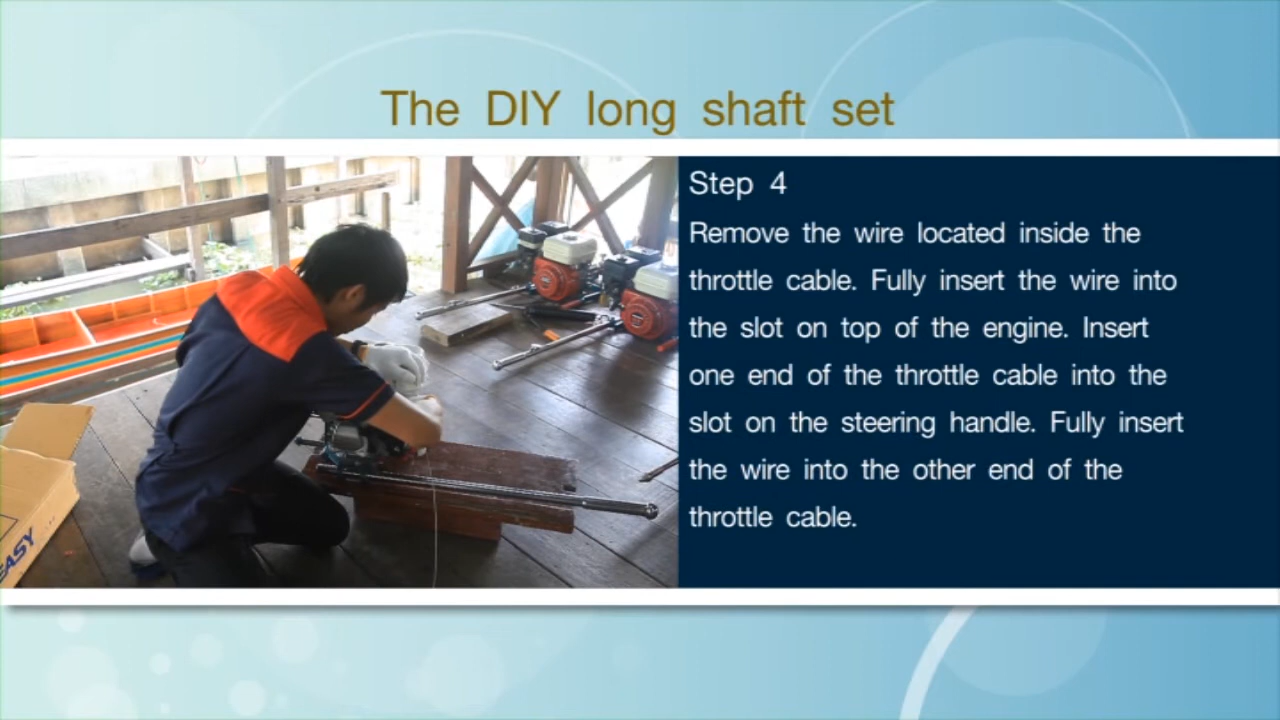 The DIY long shaft set
Step 4
Remove the wire located inside the
throttle cable. Fully insert the wire into
the slot on top of the engine. Insert
one end of the throttle cable into the
slot on the steering handle. Fully insert
the wire into the other end of the
throttle cable.
EASY